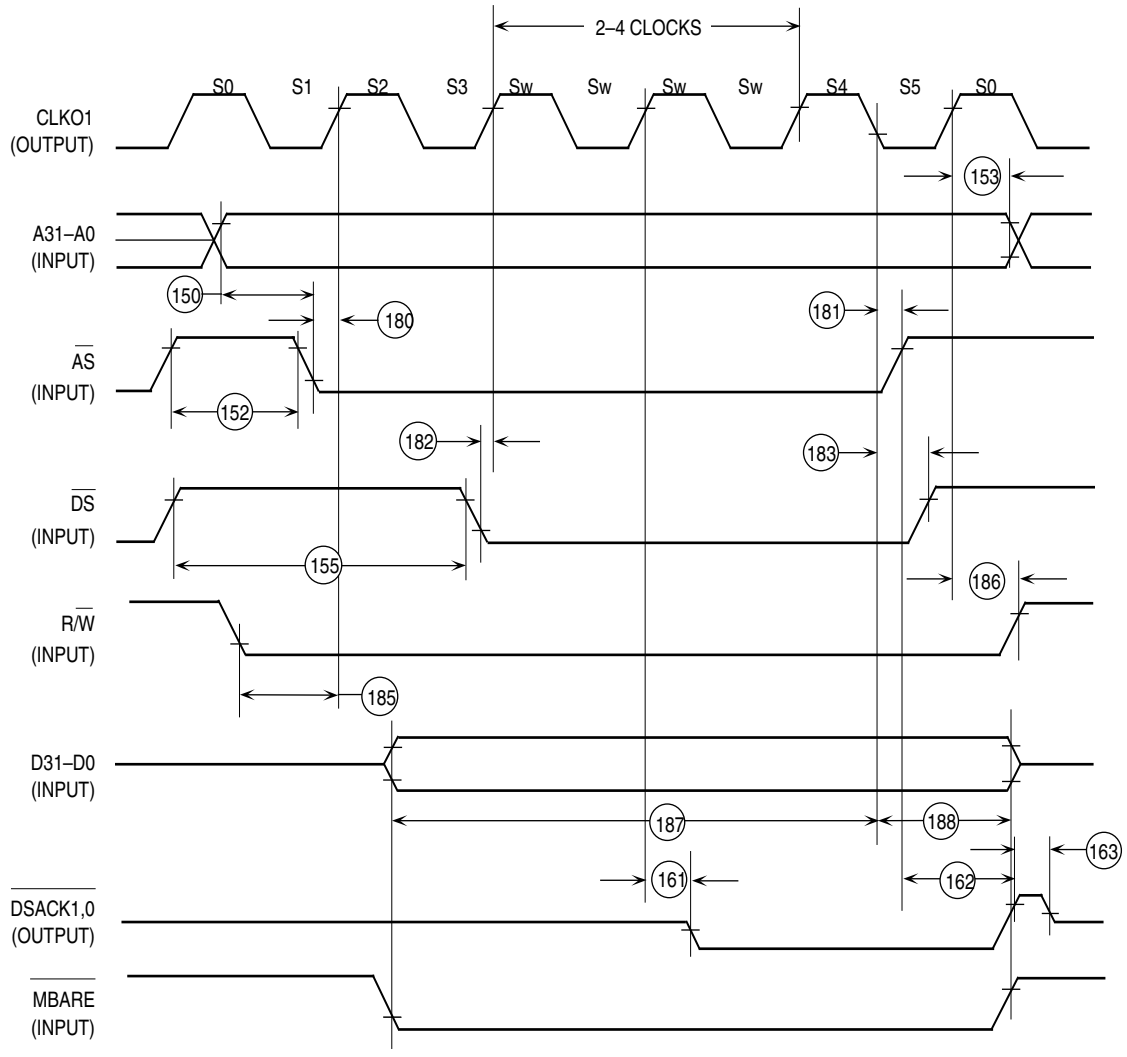 2–4 CLOCKS
S0 S1 S2 S3 Sw Sw Sw Sw S4 S5 S0
CLKO1
(OUTPUT)
153
A31–A0
(INPUT)
150
180
181
AS
(INPUT)
152
182
183
DS
(INPUT)
155
186
R/W
(INPUT)
185
D31–D0
(INPUT)
187
188
163
161
162
DSACK1,0
(OUTPUT)
MBARE
(INPUT)